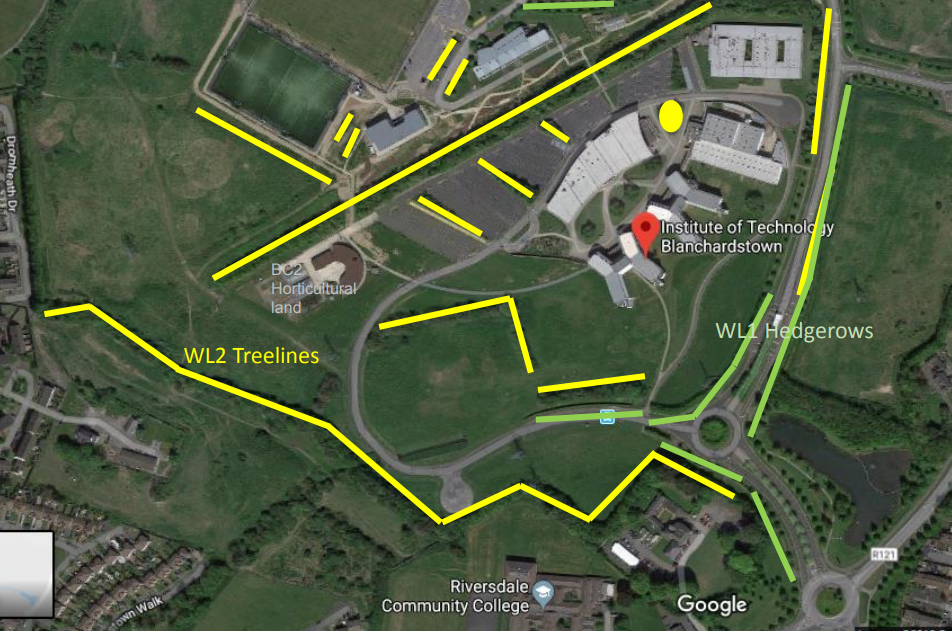 Dromheath Dr
Institute of Technology
Blanchardstown
BC2
Horticultural
land
WL1 Hedgerows
WL2 Treelines
R121
Riversdale
Community College
Google
own Walk